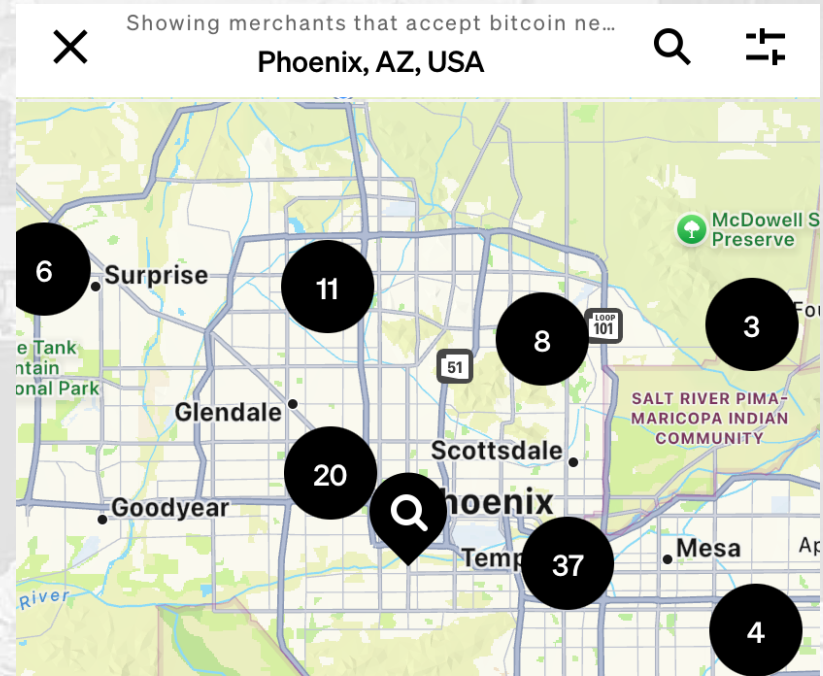 Showing merchants that accept bitcoin ne…
Phoenix, AZ, USA
McDowell S
Preserve
6
Surprise
11
3
Fou
8
LOOP
101
e Tank
ntain
onal Park
51
SALT RIVER PIMA-
MARICOPA INDIAN
COMMUNITY
Glendale
Scottsdale
20
hoenix
Goodyear
Mesa
Ap
Temp
37
River
4